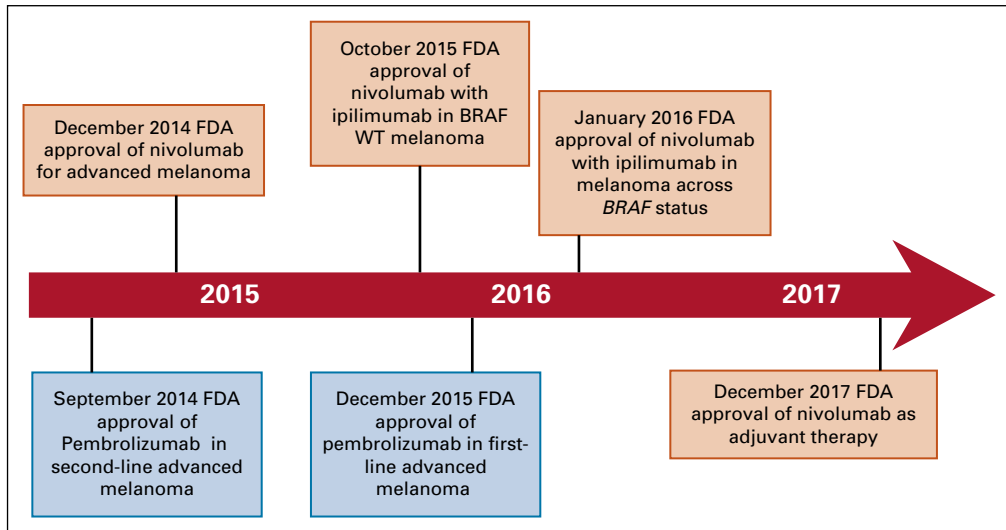 October 2015 FDA
approval of
nivolumab with
ipilimumab in BRAF
WT melanoma
December 2014 FDA
approval of nivolumab
for advanced melanoma
January 2016 FDA
approval of nivolumab
with ipilimumab in
melanoma across
BRAF status
2015
2016
2017
September 2014 FDA
approval of
Pembrolizumab in
second-line advanced
melanoma
December 2015 FDA
approval of
pembrolizumab in first-
line advanced
melanoma
December 2017 FDA
approval of nivolumab as
adjuvant therapy